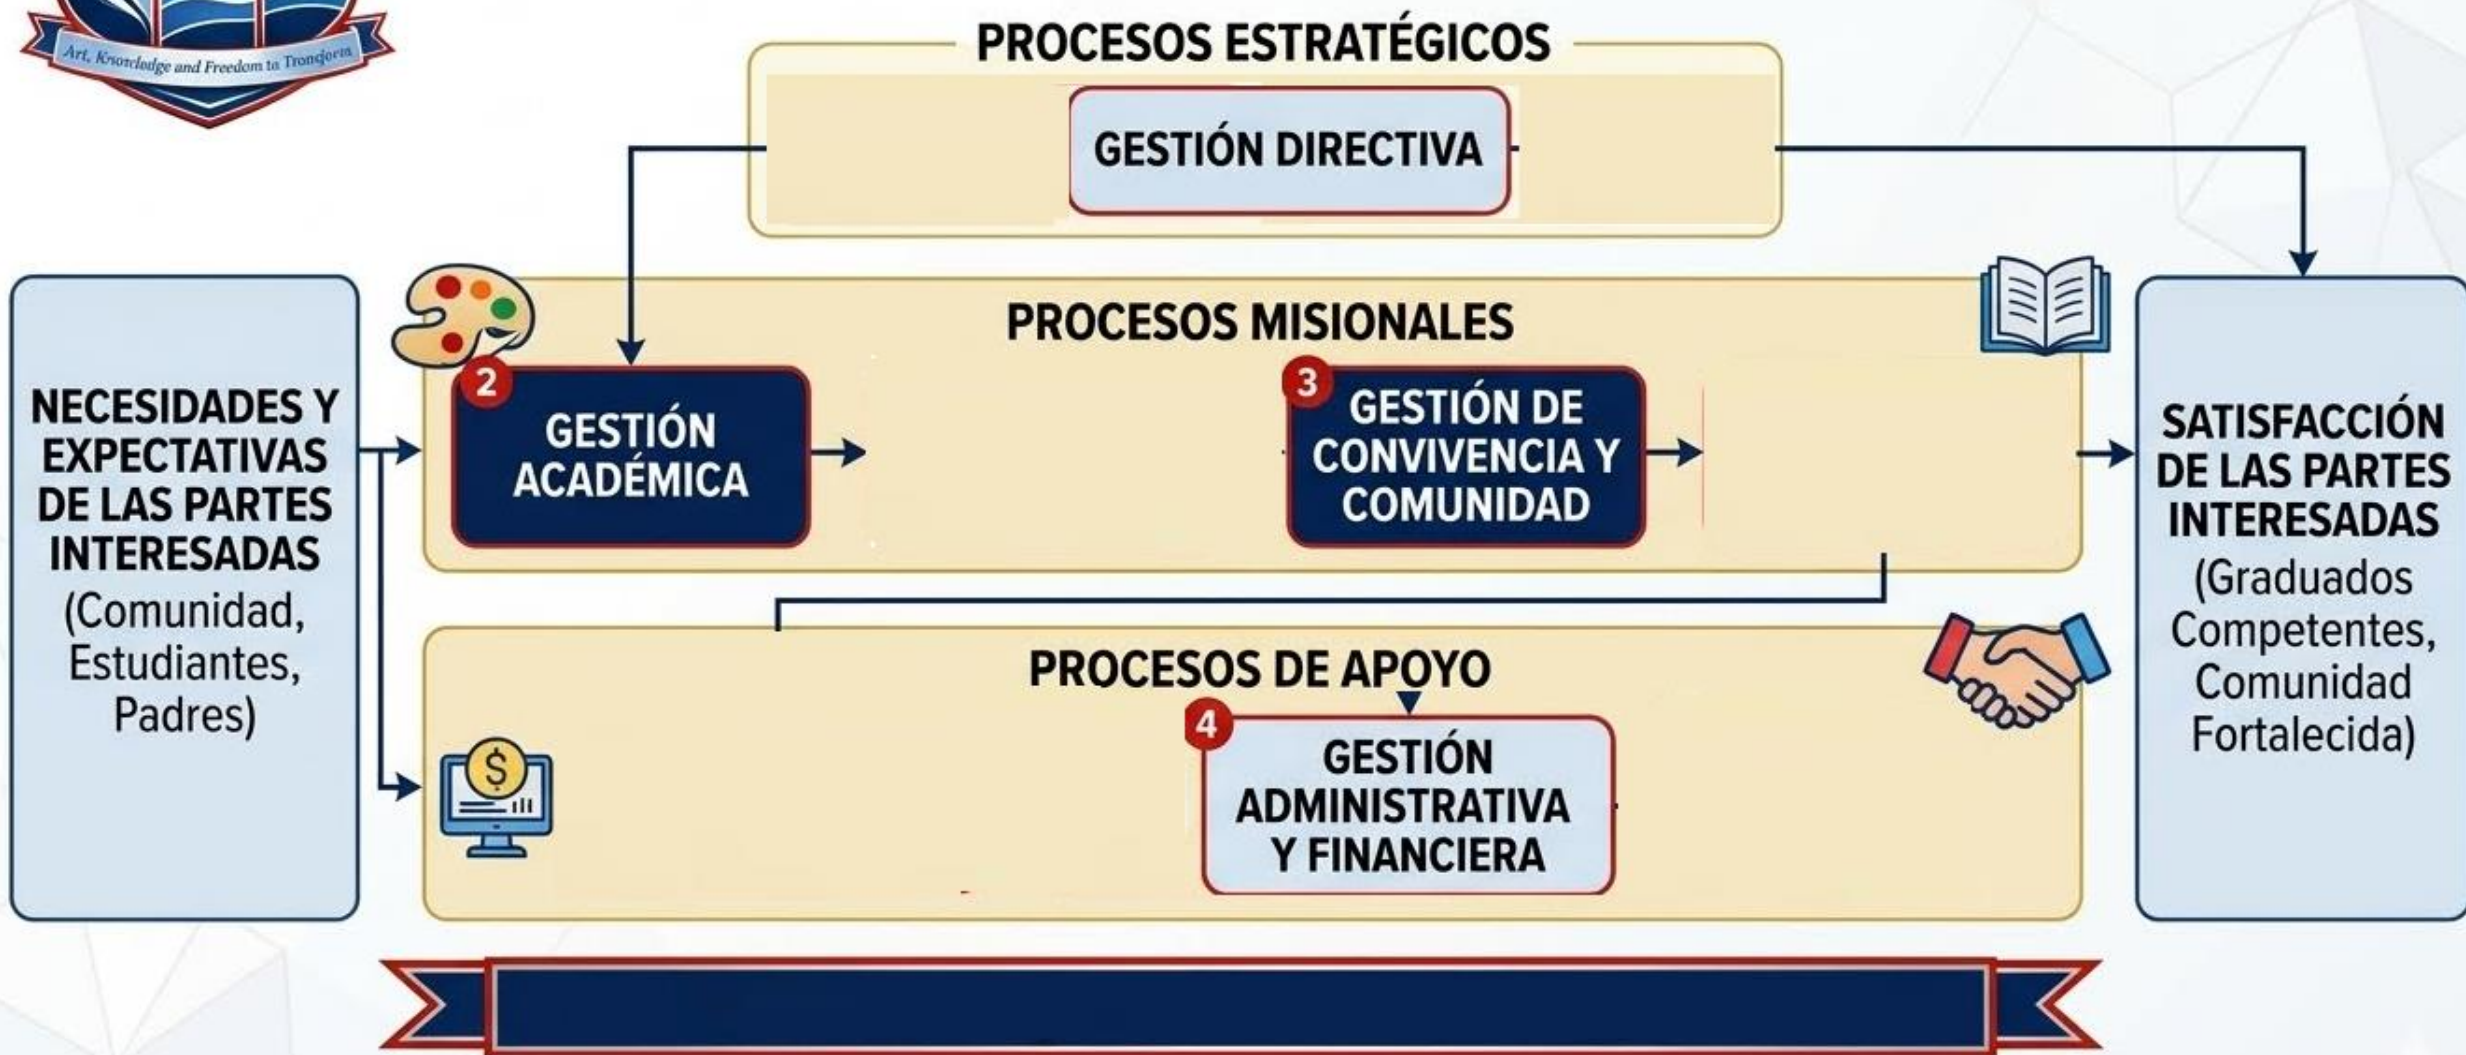 Art, Knowledge and Freedom to
PROCESOS ESTRATÉGICOS
GESTIÓN DIRECTIVA
NECESIDADES Y
EXPECTATIVAS
DE LAS PARTES
INTERESADAS
(Comunidad,
Estudiantes,
Padres)
PROCESOS MISIONALES
2
GESTIÓN
ACADÉMICA
3
GESTIÓN DE
CONVIVENCIA Y
COMUNIDAD
PROCESOS DE APOYO
$
4
GESTIÓN
ADMINISTRATIVA
Y FINANCIERA
SATISFACCIÓN
DE LAS PARTES
INTERESADAS
(Graduados
Competentes,
Comunidad
Fortalecida)